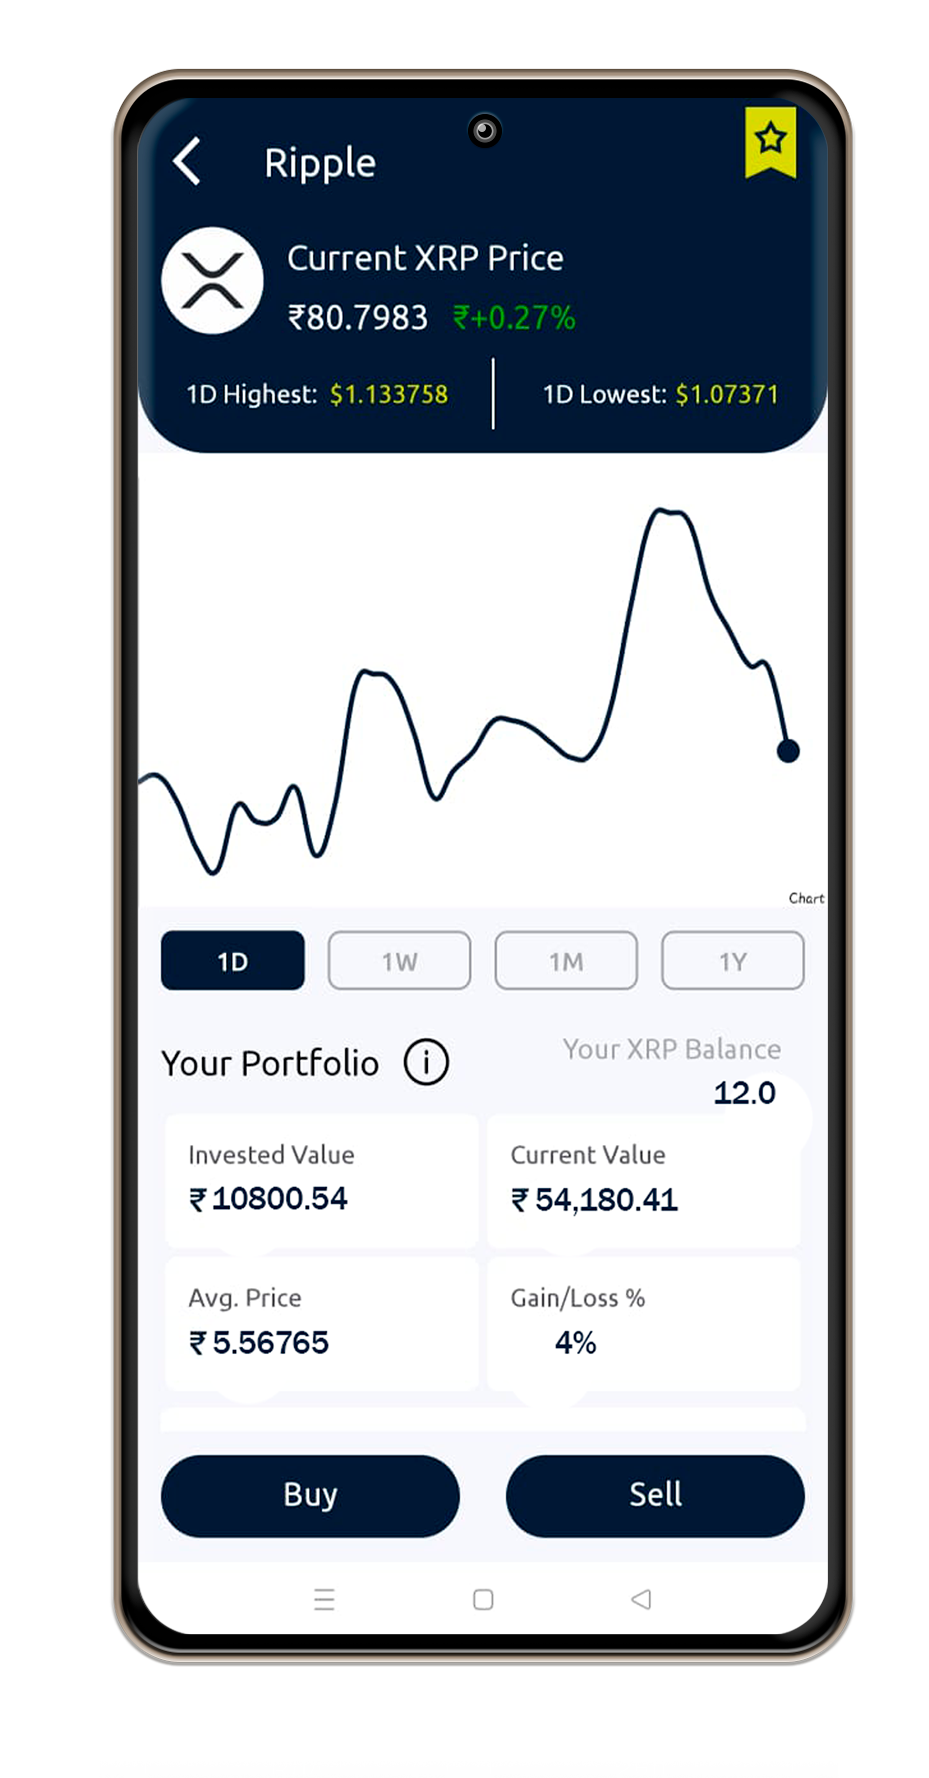 Ripple
Current XRP Price
₹80.7983 ₹+0.27%
1D Highest: $1.133758 1D Lowest: $1.07371
Chart
1D 1W 1M 1Y
Your Portfolio i Your XRP Balance
12.0
Invested Value Current Value
₹10800.54 ₹54,180.41
Avg. Price Gain/Loss %
₹5.56765 4%
Buy Sell